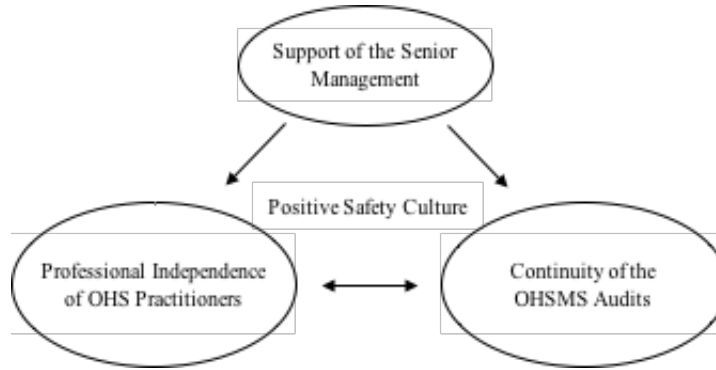 Support of the Senior
Management
Positive Safety Culture
Professional Independence
of OHS Practitioners
Continuity of the
OHSMS Audits